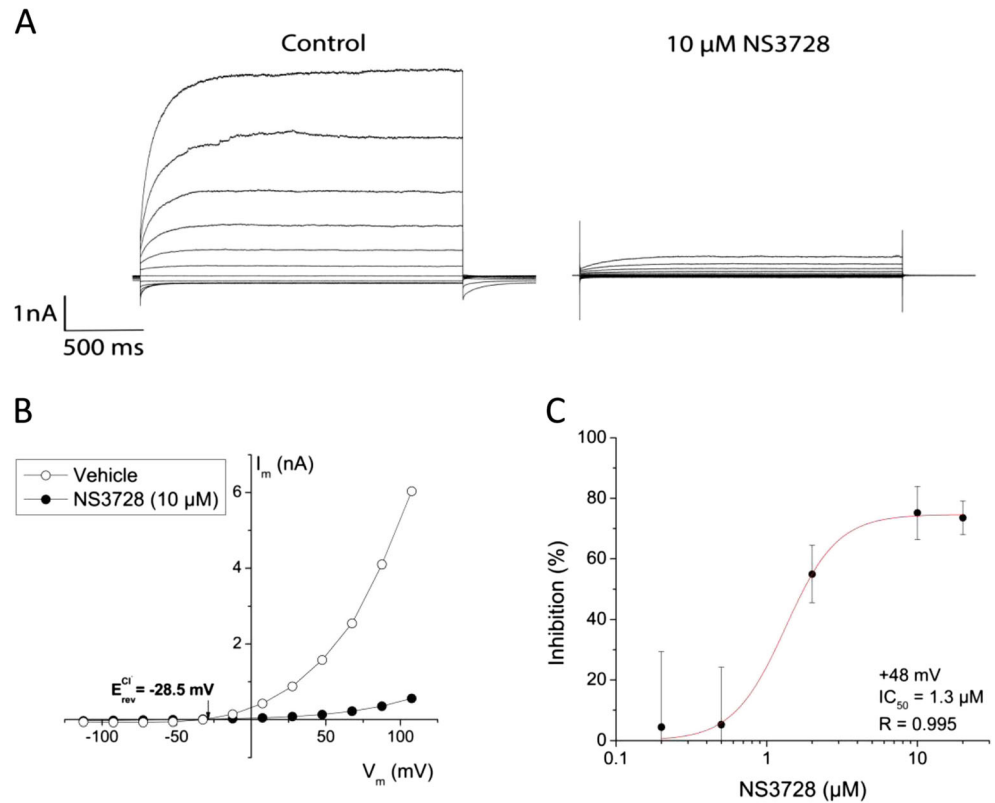 A
Control
10 µM NS3728
1nA
500 ms
B
Vehicle
NS3728 (10 µM)
I_m (nA)
6
4
2
E_rev^Cl = -28.5 mV
-100
-50
50
100
V_m (mV)
C
100
80
60
40
20
0
Inhibition (%)
+48 mV
IC_50 = 1.3 µM
R = 0.995
0.1
1
10
NS3728 (µM)